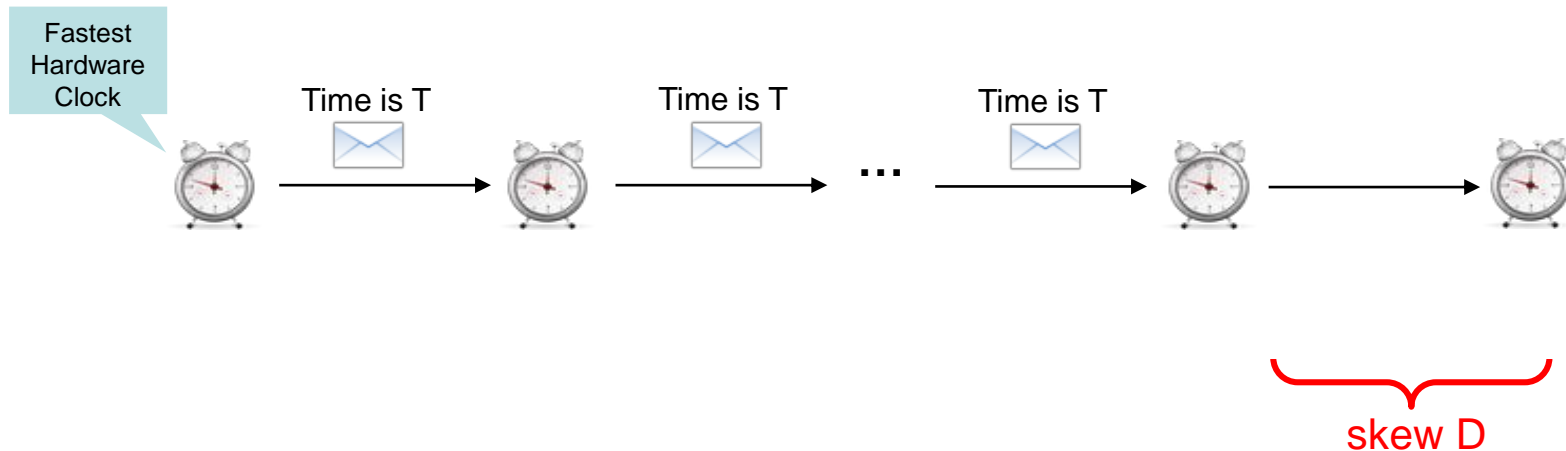 Fastest
Hardware
Clock
Time is T
Time is T
Time is T
...
skew D